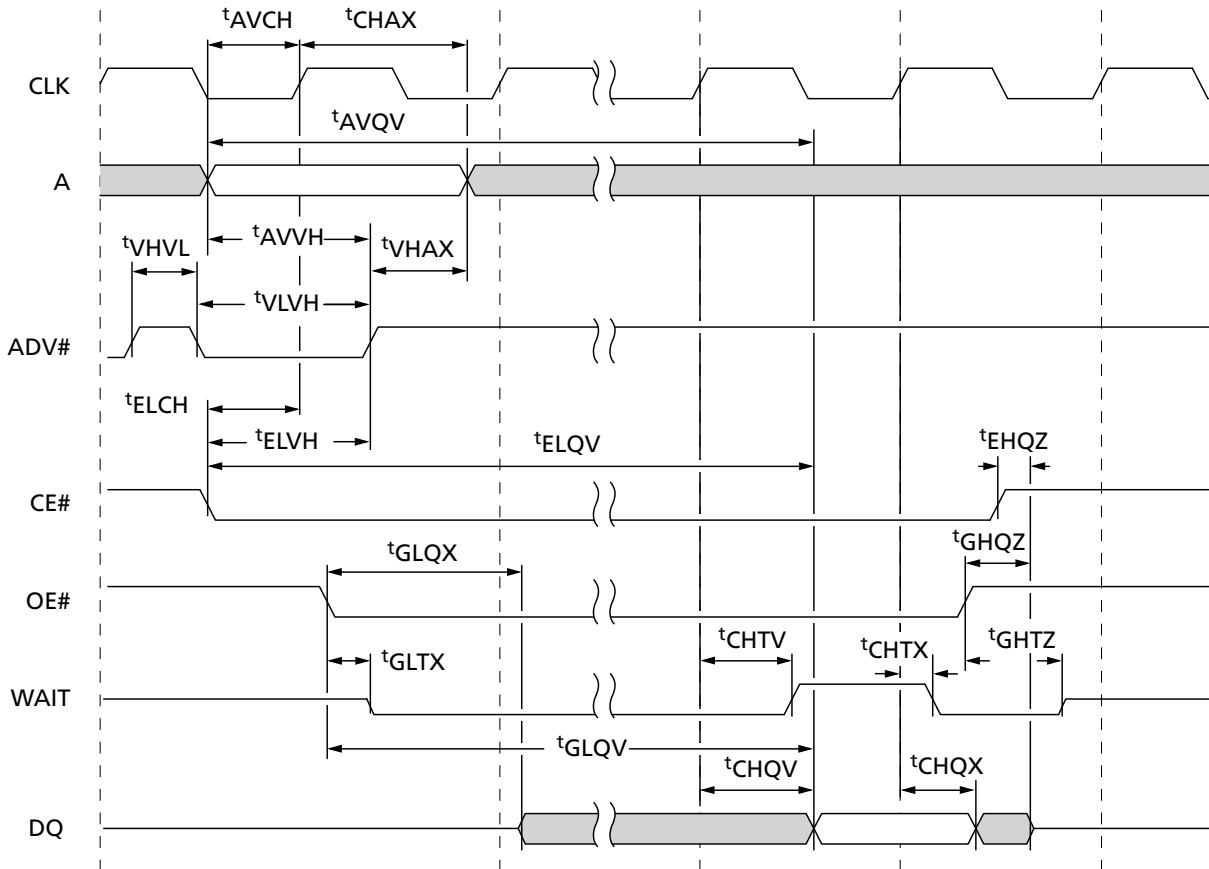 tAVCH tCHAX
CLK
tAVQV
A
tVHVL tAVVH tVHAX
tVLVH
ADV#
tELCH
tELVH tELQV tEHQZ
CE#
tGLQX tGHQZ
OE#
tGLTX tCHTV tCHTX tGHTZ
WAIT
tGLQV
tCHQV tCHQX
DQ